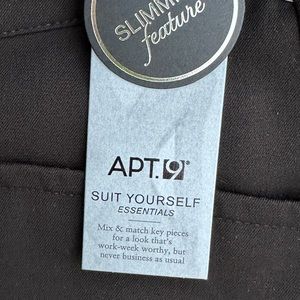 SLIMMING
feature
APT. 9®
SUIT YOURSELF
ESSENTIALS
Mix & match key pieces
for a look that's
work-week worthy, but
never business as usual